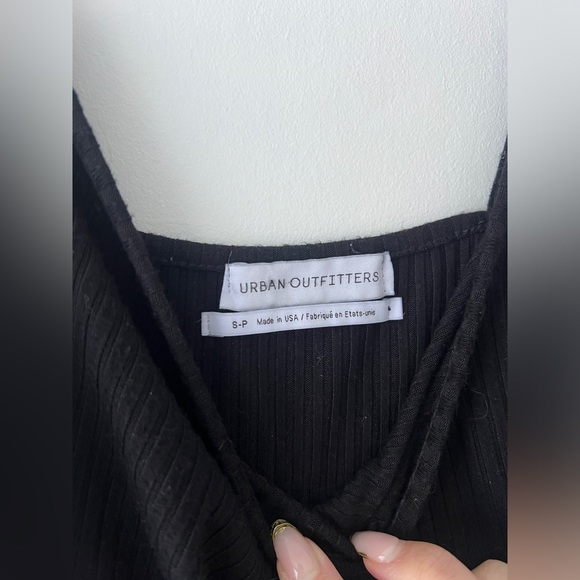 URBAN OUTFITTERS
S-P Made in USA / Fabriqué en Etats-unis